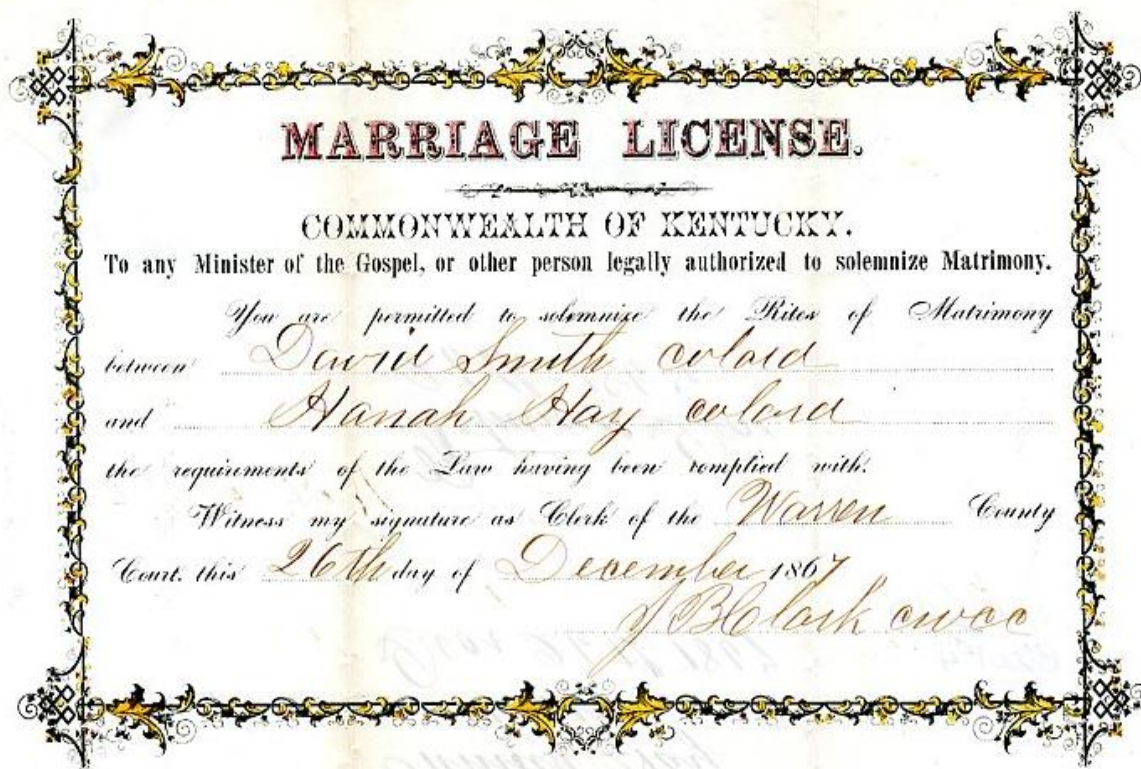 MARRIAGE LICENSE.
COMMONWEALTH OF KENTUCKY.
To any Minister of the Gospel, or other person legally authorized to solemnize Matrimony.
You are permitted to solemnize the Rites of Matrimony
between David Smith colord
and Hanah Hay colord
the requirements of the Law having been complied with.
Witness my signature as Clerk of the Warren County
Court, this 26th day of December 1867
J B Clark cwcc